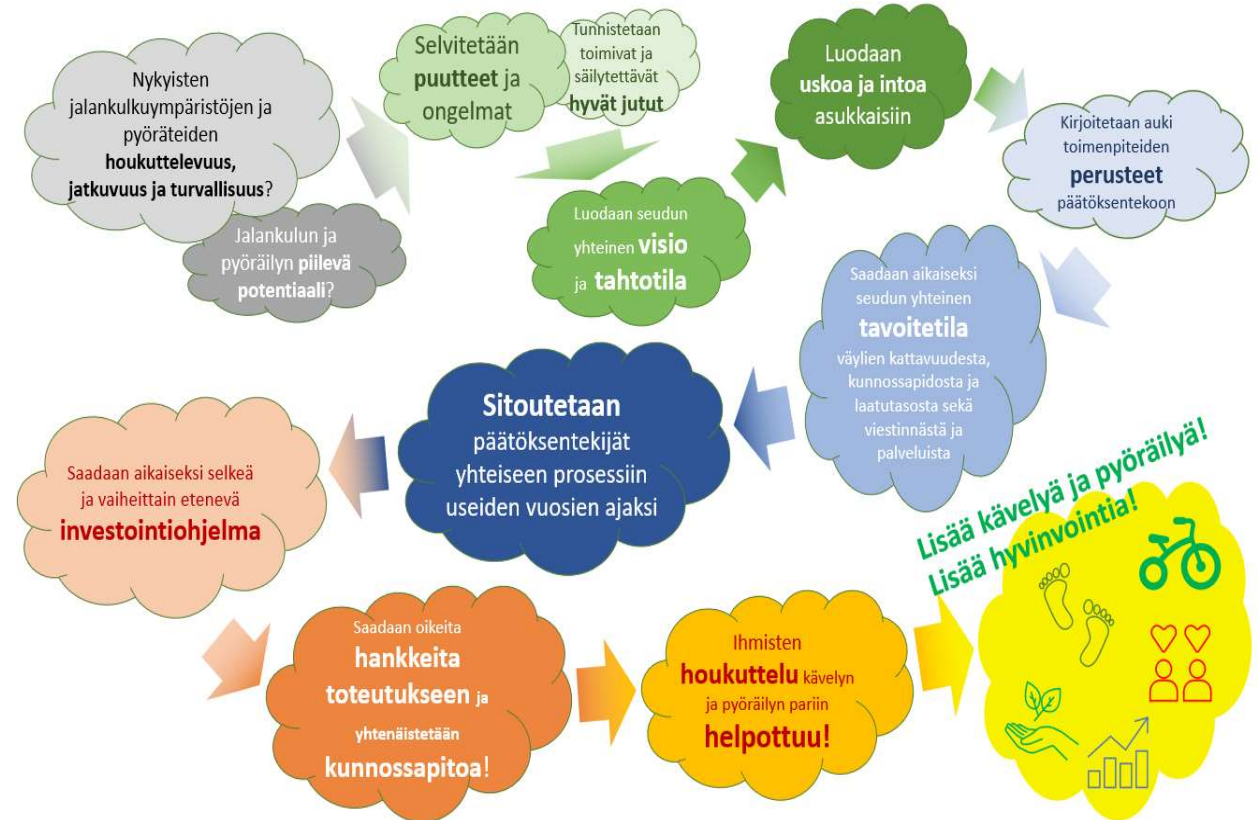 Nykyisten
jalankulkuympäristöjen ja
pyöräteiden
houkuttelevuus,
jatkuvuus ja turvallisuus?
Jalankulun ja
pyöräilyn piilevä
potentiaali?
Selvitetään
puutteet ja
ongelmat
Tunnistetaan
toimivat ja
säilytettävät
hyvät jutut
Luodaan seudun
yhteinen visio
ja tahtotila
Luodaan
uskoa ja intoa
asukkaisiin
Kirjoitetaan auki
toimenpiteiden
perusteet
päätöksentekoon
Saadaan aikaiseksi
seudun yhteinen
tavoitetila
väylien kattavuudesta,
kunnossapidosta ja
laatutasosta sekä
viestinnästä ja
palveluista
Sitoutetaan
päätöksentekijät
yhteiseen prosessiin
useiden vuosien ajaksi
Saadaan aikaiseksi selkeä
ja vaiheittain etenevä
investointiohjelma
Saadaan oikeita
hankkeita
toteutukseen ja
yhtenäistetään
kunnossapitoa!
Ihmisten
houkuttelu kävelyn
ja pyöräilyn pariin
helpottuu!
Lisää kävelyä ja pyöräilyä!
Lisää hyvinvointia!